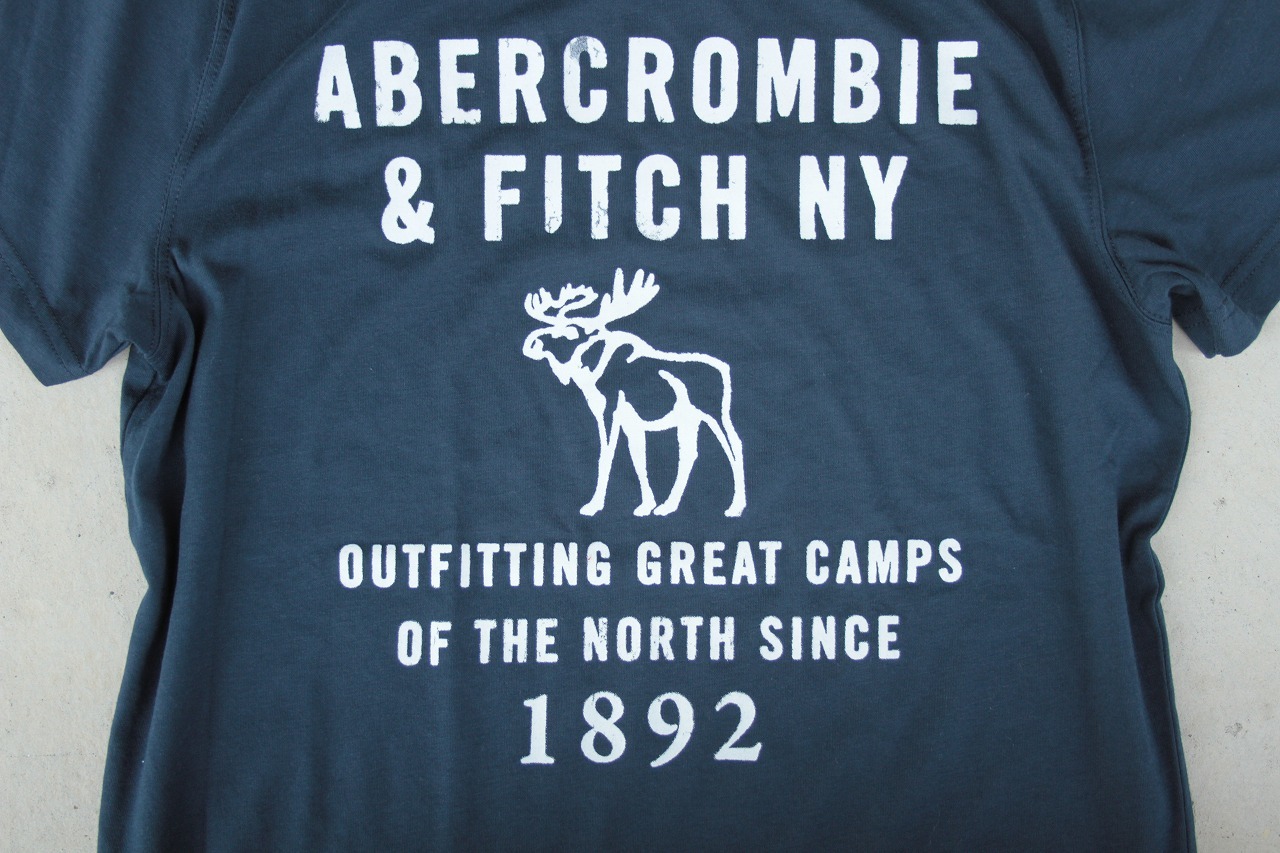 ABERCROMBIE
& FITCH NY
OUTFITTING GREAT CAMPS
OF THE NORTH SINCE
1892